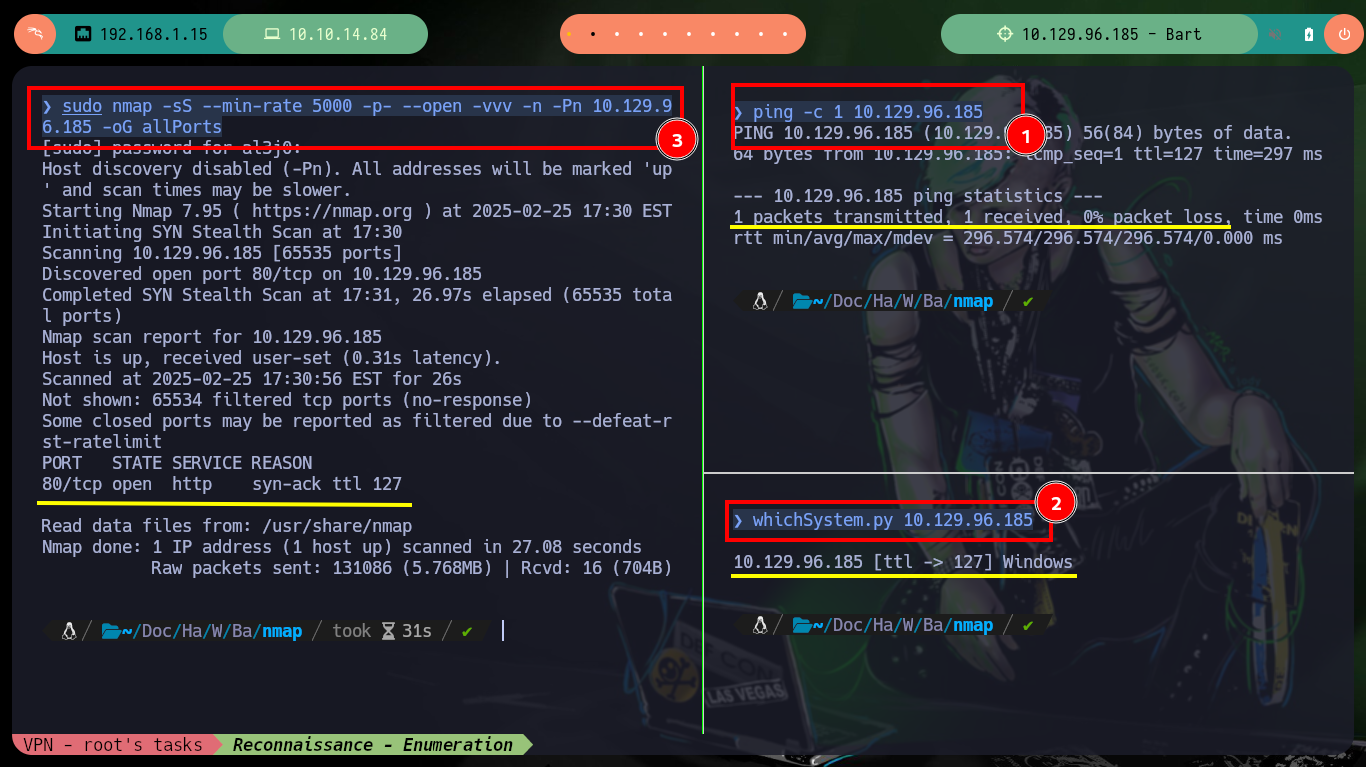 192.168.1.15
10.10.14.84
10.129.96.185 - Bart
❯ sudo nmap -sS --min-rate 5000 -p- --open -vvv -n -Pn 10.129.9
6.185 -oG allPorts
3
[sudo] password for al3j0:
Host discovery disabled (-Pn). All addresses will be marked 'up
' and scan times may be slower.
Starting Nmap 7.95 ( https://nmap.org ) at 2025-02-25 17:30 EST
Initiating SYN Stealth Scan at 17:30
Scanning 10.129.96.185 [65535 ports]
Discovered open port 80/tcp on 10.129.96.185
Completed SYN Stealth Scan at 17:31, 26.97s elapsed (65535 tota
l ports)
Nmap scan report for 10.129.96.185
Host is up, received user-set (0.31s latency).
Scanned at 2025-02-25 17:30:56 EST for 26s
Not shown: 65534 filtered tcp ports (no-response)
Some closed ports may be reported as filtered due to --defeat-r
st-ratelimit
PORT   STATE SERVICE REASON
80/tcp open  http    syn-ack ttl 127
Read data files from: /usr/share/nmap
Nmap done: 1 IP address (1 host up) scanned in 27.08 seconds
Raw packets sent: 131086 (5.768MB) | Rcvd: 16 (704B)
~/Doc/Ha/W/Ba/nmap / took 31s / ✔
❯ ping -c 1 10.129.96.185
1
PING 10.129.96.185 (10.129. 85) 56(84) bytes of data.
64 bytes from 10.129.96.185: icmp_seq=1 ttl=127 time=297 ms
--- 10.129.96.185 ping statistics ---
1 packets transmitted, 1 received, 0% packet loss, time 0ms
rtt min/avg/max/mdev = 296.574/296.574/296.574/0.000 ms
~/Doc/Ha/W/Ba/nmap / ✔
2
❯ whichSystem.py 10.129.96.185
10.129.96.185 [ttl -> 127] Windows
~/Doc/Ha/W/Ba/nmap / ✔
DEF CON
LAS VEGAS
VPN - root's tasks
Reconnaissance - Enumeration